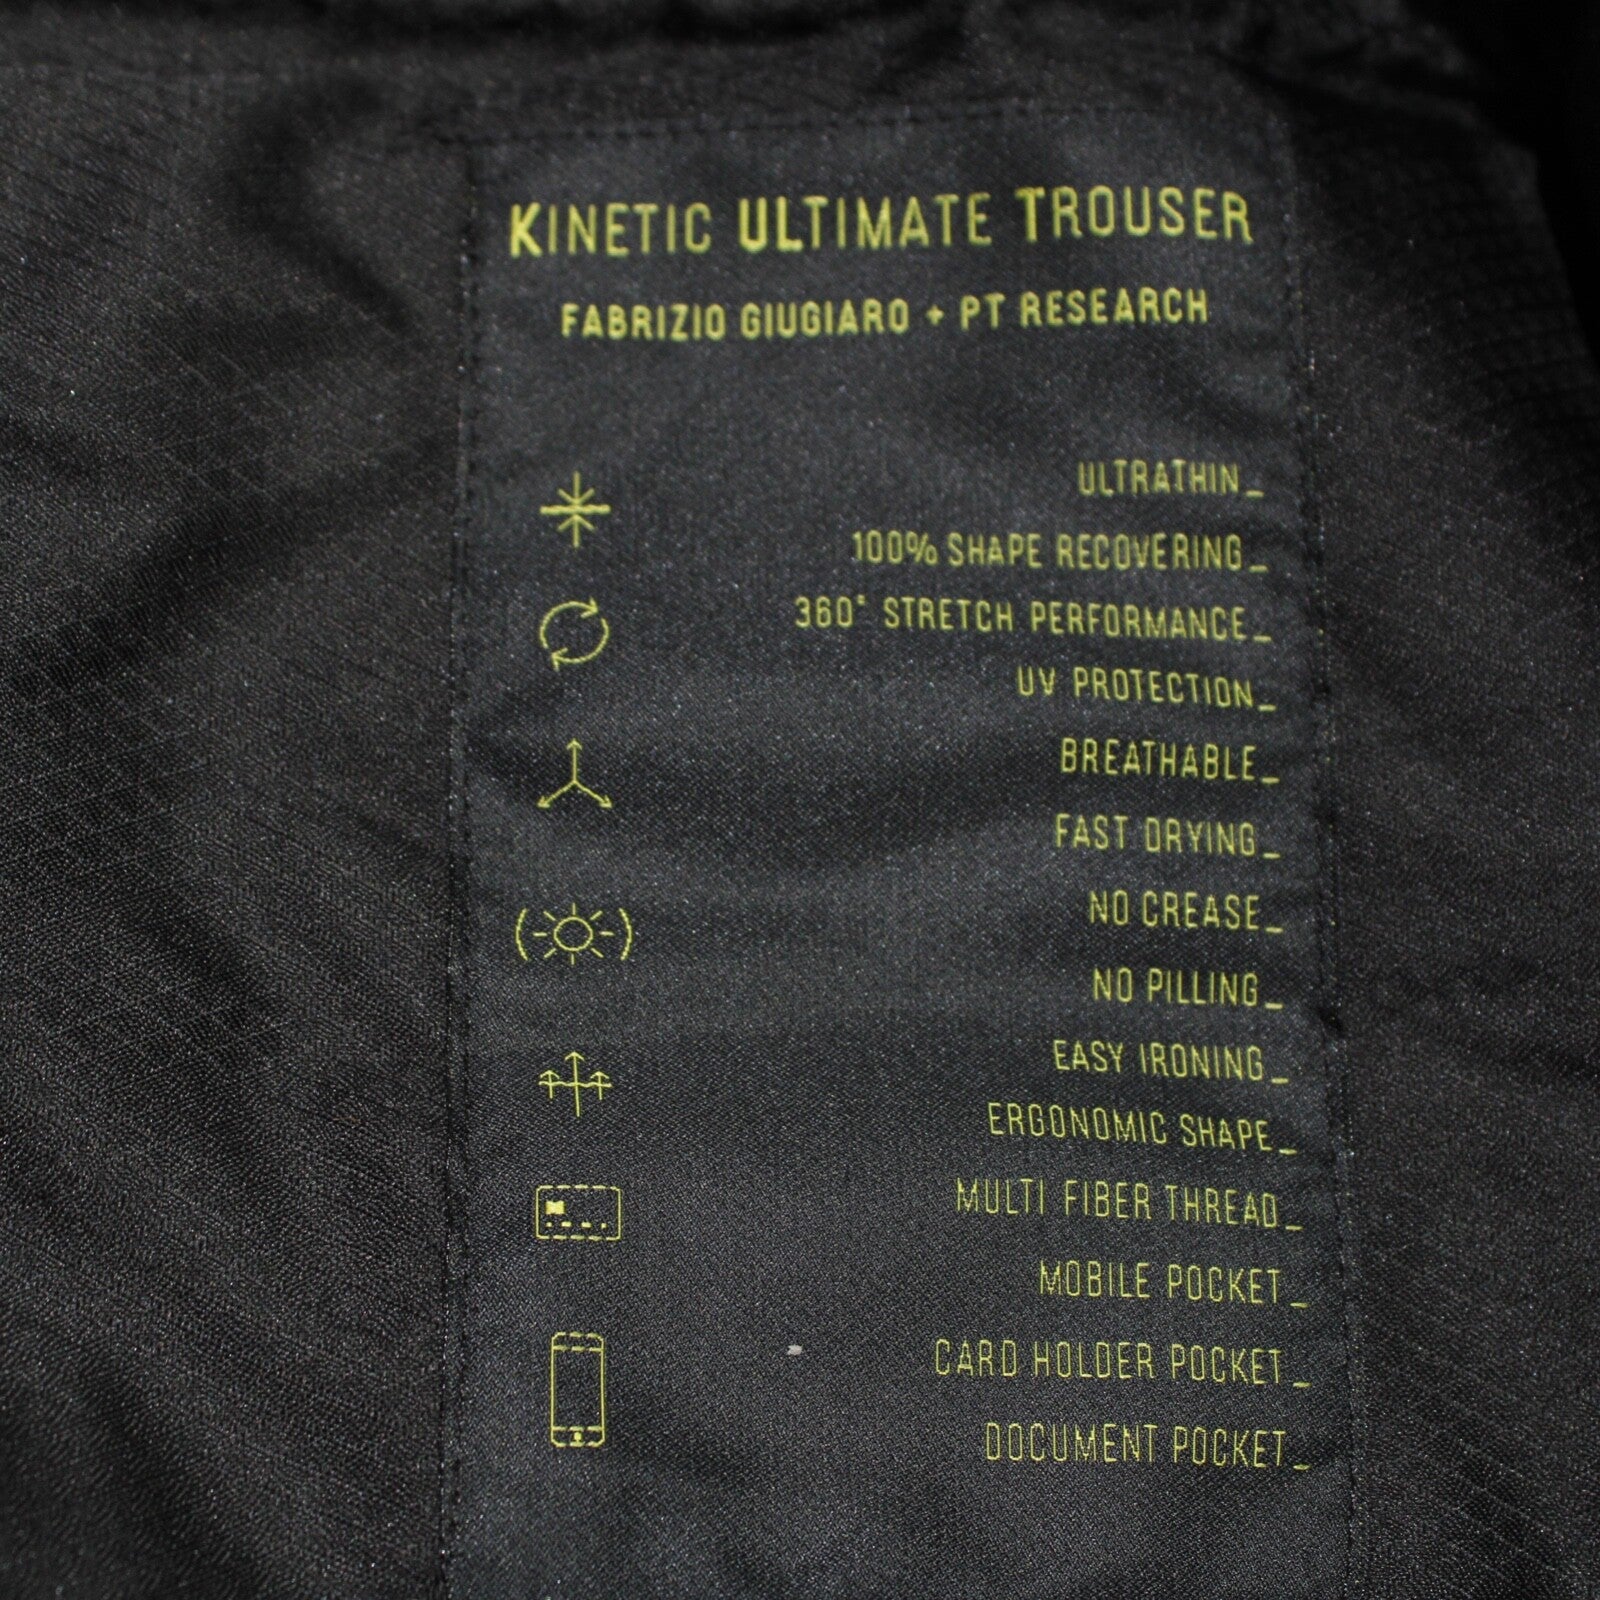 KINETIC ULTIMATE TROUSER
FABRIZIO GIUGIARO + PT RESEARCH
ULTRATHIN_
100% SHAPE RECOVERING_
360° STRETCH PERFORMANCE_
UV PROTECTION_
BREATHABLE_
FAST DRYING_
NO CREASE_
NO PILLING_
EASY IRONING_
ERGONOMIC SHAPE_
MULTI FIBER THREAD_
MOBILE POCKET_
CARD HOLDER POCKET_
DOCUMENT POCKET_